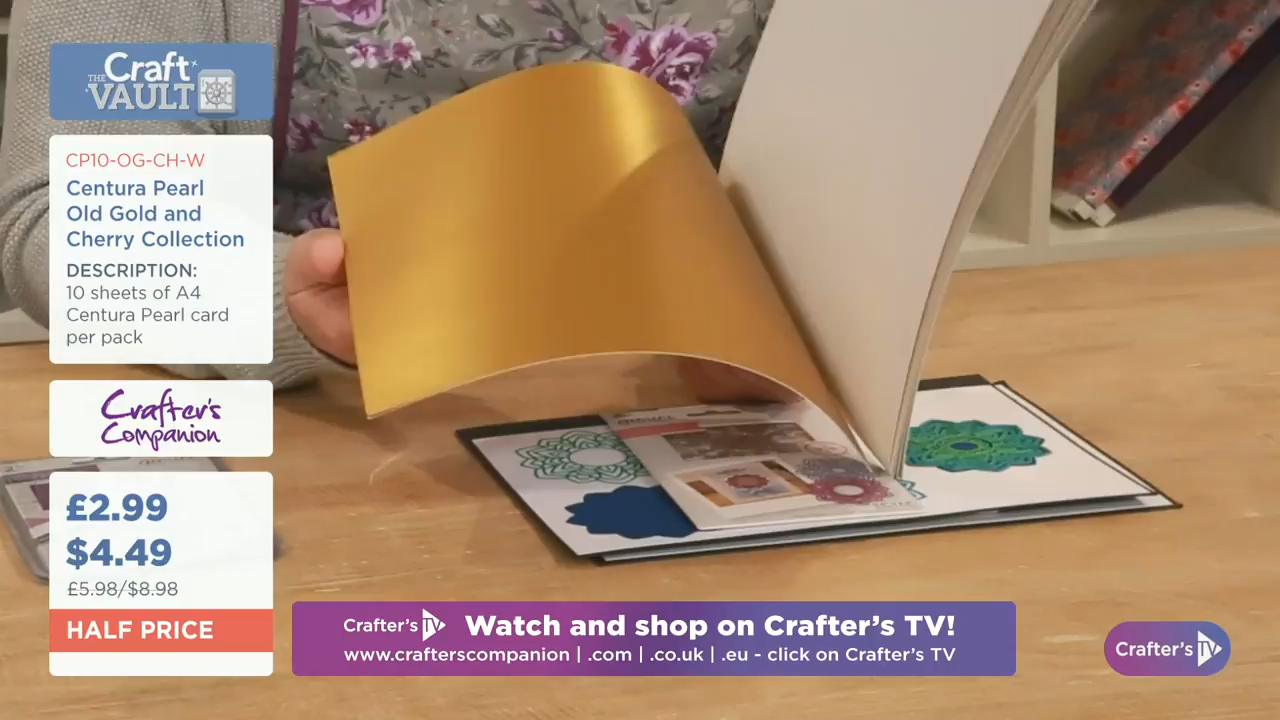 THE Craft
VAULT
CP10-OG-CH-W
Centura Pearl
Old Gold and
Cherry Collection
DESCRIPTION:
10 sheets of A4
Centura Pearl card
per pack
Crafter's
Companion
£2.99
$4.49
£5.98/$8.98
HALF PRICE
Crafter's TV Watch and shop on Crafter's TV!
www.crafterscompanion | .com | .co.uk | .eu - click on Crafter's TV
Crafter's TV